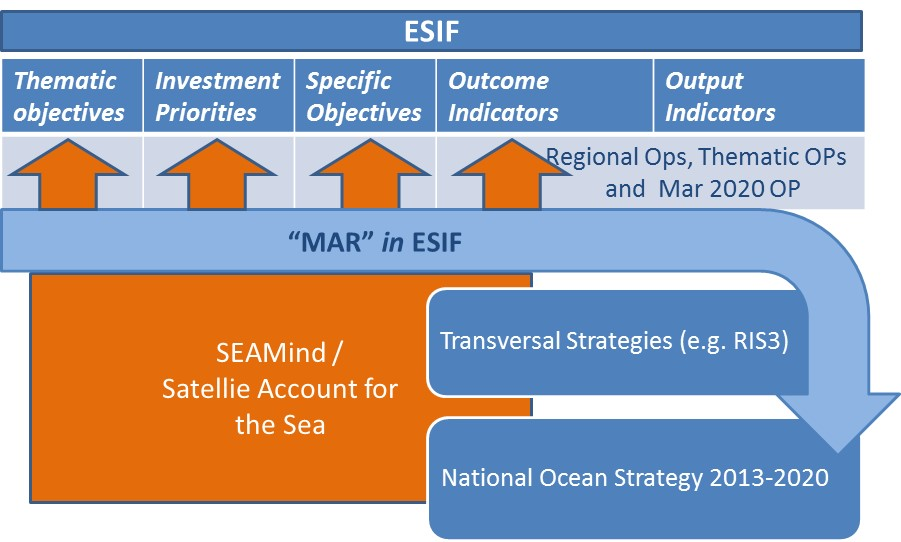 ESIF
Thematic
objectives
Investment
Priorities
Specific
Objectives
Outcome
Indicators
Output
Indicators
Regional Ops, Thematic OPs
and Mar 2020 OP
“MAR” in ESIF
SEAMind /
Satellie Account for
the Sea
Transversal Strategies (e.g. RIS3)
National Ocean Strategy 2013-2020